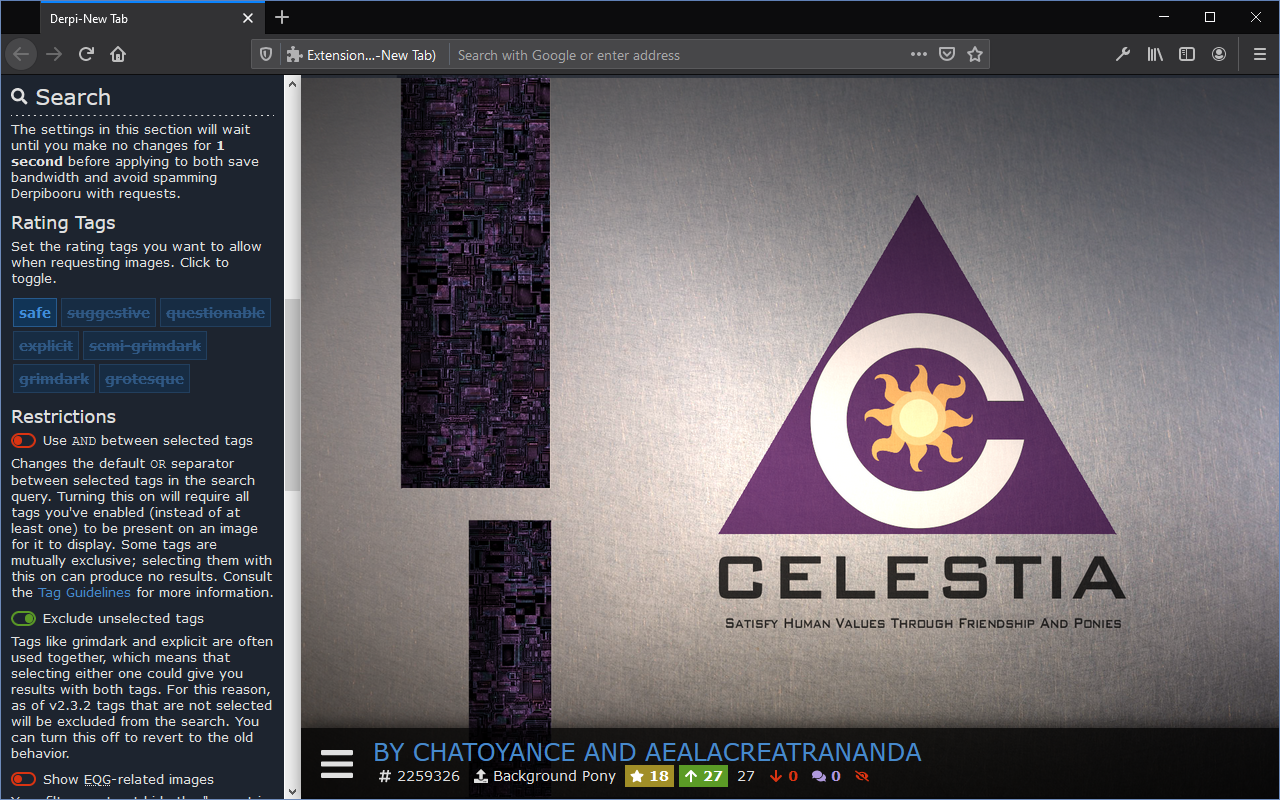 Derpi-New Tab
Extension...-New Tab)
Search with Google or enter address
Search
The settings in this section will wait
until you make no changes for 1
second before applying to both save
bandwidth and avoid spamming
Derpibooru with requests.
Rating Tags
Set the rating tags you want to allow
when requesting images. Click to
toggle.
safe suggestive questionable
explicit semi-grimdark
grimdark grotesque
Restrictions
Use AND between selected tags
Changes the default OR separator
between selected tags in the search
query. Turning this on will require all
tags you've enabled (instead of at
least one) to be present on an image
for it to display. Some tags are
mutually exclusive; selecting them with
this on can produce no results. Consult
the Tag Guidelines for more information.
Exclude unselected tags
Tags like grimdark and explicit are often
used together, which means that
selecting either one could give you
results with both tags. For this reason,
as of v2.3.2 tags that are not selected
will be excluded from the search. You
can turn this off to revert to the old
behavior.
Show EQG-related images
CELESTIA
Satisfy Human Values Through Friendship And Ponies
BY CHATOYANCE AND AEALACREATRANANDA
# 2259326 Background Pony 18 27 27 0 0